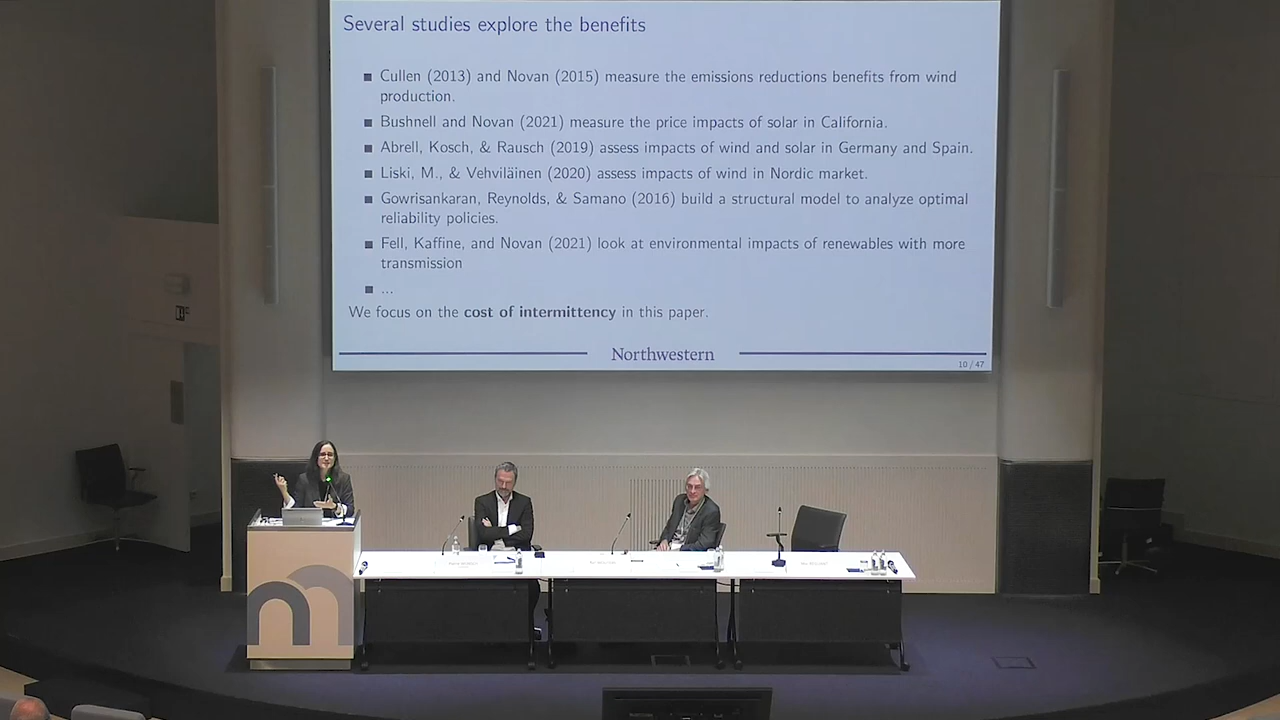 Several studies explore the benefits
■ Cullen (2013) and Novan (2015) measure the emissions reductions benefits from wind
production.
■ Bushnell and Novan (2021) measure the price impacts of solar in California.
■ Abrell, Kosch, & Rausch (2019) assess impacts of wind and solar in Germany and Spain.
■ Liski, M., & Vehviläinen (2020) assess impacts of wind in Nordic market.
■ Gowrisankaran, Reynolds, & Samano (2016) build a structural model to analyze optimal
reliability policies.
■ Fell, Kaffine, and Novan (2021) look at environmental impacts of renewables with more
transmission
■ ...
We focus on the cost of intermittency in this paper.
Northwestern
10 / 47